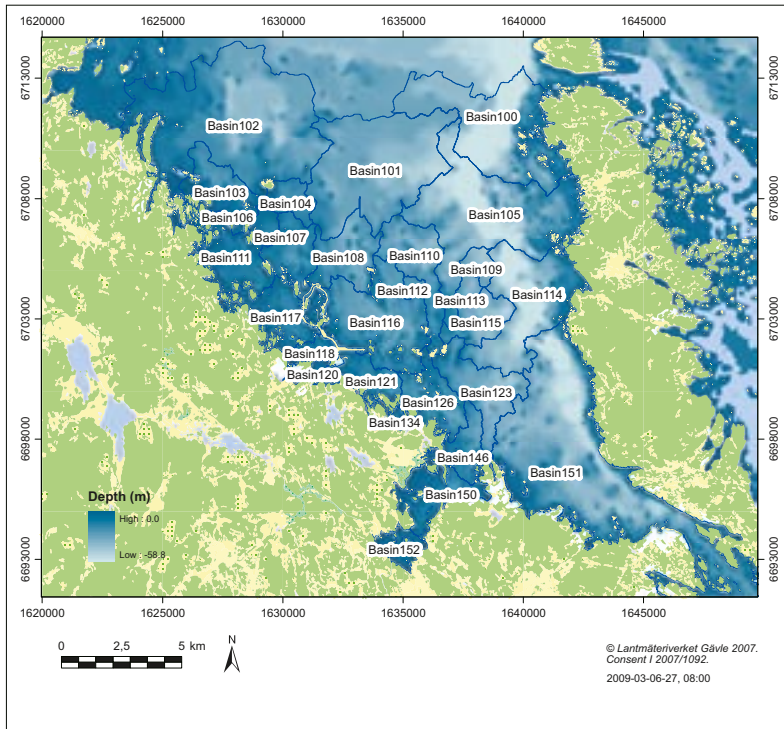 1620000 1625000 1630000 1635000 1640000 1645000
6713000 6713000
Basin100
Basin102
Basin101
Basin103
6708000 6708000
Basin104
Basin105
Basin106
Basin107
Basin111
Basin108
Basin110
Basin109
Basin112
Basin114
Basin113
Basin117
6703000 6703000
Basin116
Basin115
Basin118
Basin120
Basin121
Basin123
Basin126
Basin134
6698000 6698000
Basin146
Basin151
Depth (m)
Basin150
High : 0.0
Low : -58.8
Basin152
6693000 6693000
1620000 1625000 1630000 1635000 1640000 1645000
0 2,5 5 km
N
© Lantmäteriverket Gävle 2007.
Consent I 2007/1092.
2009-03-06-27, 08:00